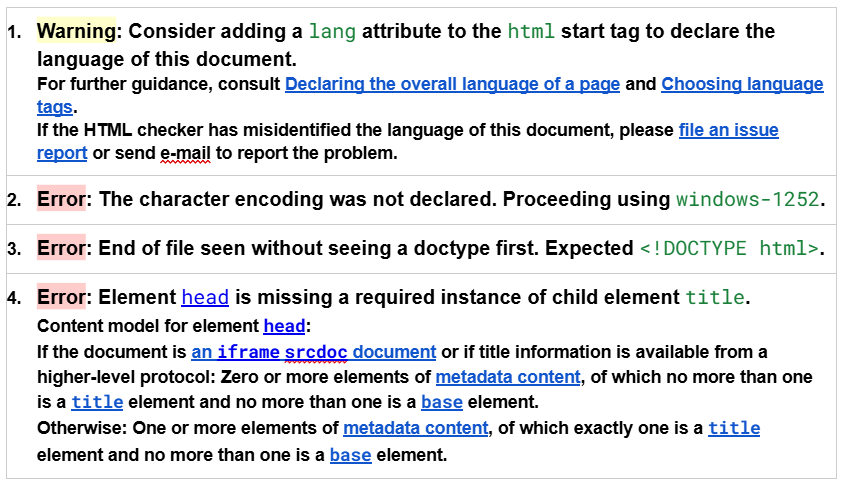 1. Warning: Consider adding a lang attribute to the html start tag to declare the
language of this document.
For further guidance, consult Declaring the overall language of a page and Choosing language
tags.
If the HTML checker has misidentified the language of this document, please file an issue
report or send e-mail to report the problem.
2. Error: The character encoding was not declared. Proceeding using windows-1252.
3. Error: End of file seen without seeing a doctype first. Expected <!DOCTYPE html>.
4. Error: Element head is missing a required instance of child element title.
Content model for element head:
If the document is an iframe srcdoc document or if title information is available from a
higher-level protocol: Zero or more elements of metadata content, of which no more than one
is a title element and no more than one is a base element.
Otherwise: One or more elements of metadata content, of which exactly one is a title
element and no more than one is a base element.